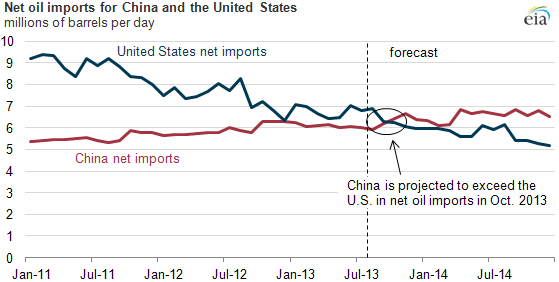 Net oil imports for China and the United States
millions of barrels per day
eia
10
9
8
7
6
5
4
3
2
1
0
United States net imports
forecast
China net imports
China is projected to exceed the
U.S. in net oil imports in Oct. 2013
Jan-11 Jul-11 Jan-12 Jul-12 Jan-13 Jul-13 Jan-14 Jul-14